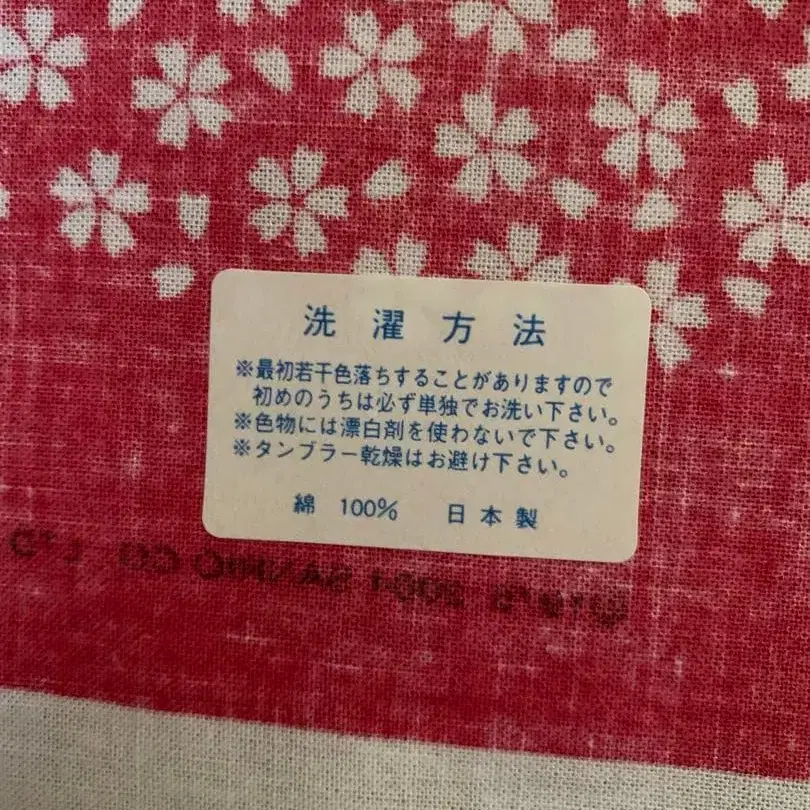 洗濯方法
※最初若干色落ちすることがありますので
初めのうちは必ず単独でお洗い下さい。
※色物には漂白剤を使わないで下さい。
※タンブラー乾燥はお避け下さい。
綿 100% 日本製
SANRIO CO., LTD.